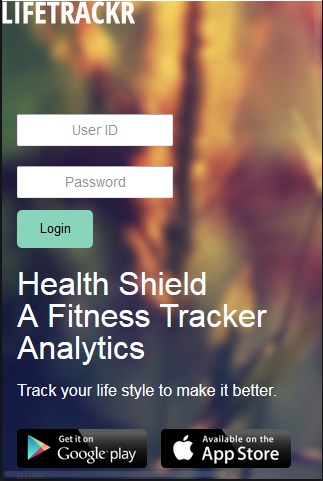 LIFETRACKR
User ID
Password
Login
Health Shield
A Fitness Tracker
Analytics
Track your life style to make it better.
Get it on
Google play
Available on the
App Store